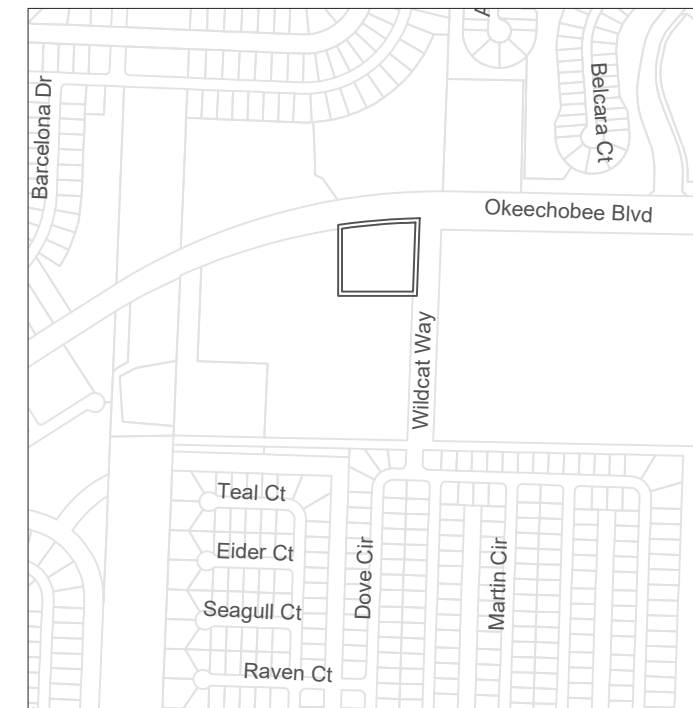 Barcelona Dr
Belcara Ct
Okeechobee Blvd
Wildcat Way
Teal Ct
Eider Ct
Dove Cir
Martin Cir
Seagull Ct
Raven Ct